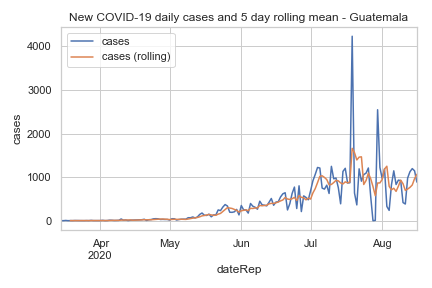 New COVID-19 daily cases and 5 day rolling mean - Guatemala
cases
cases (rolling)
cases
4000
3000
2000
1000
0
Apr
2020
May
Jun
Jul
Aug
dateRep